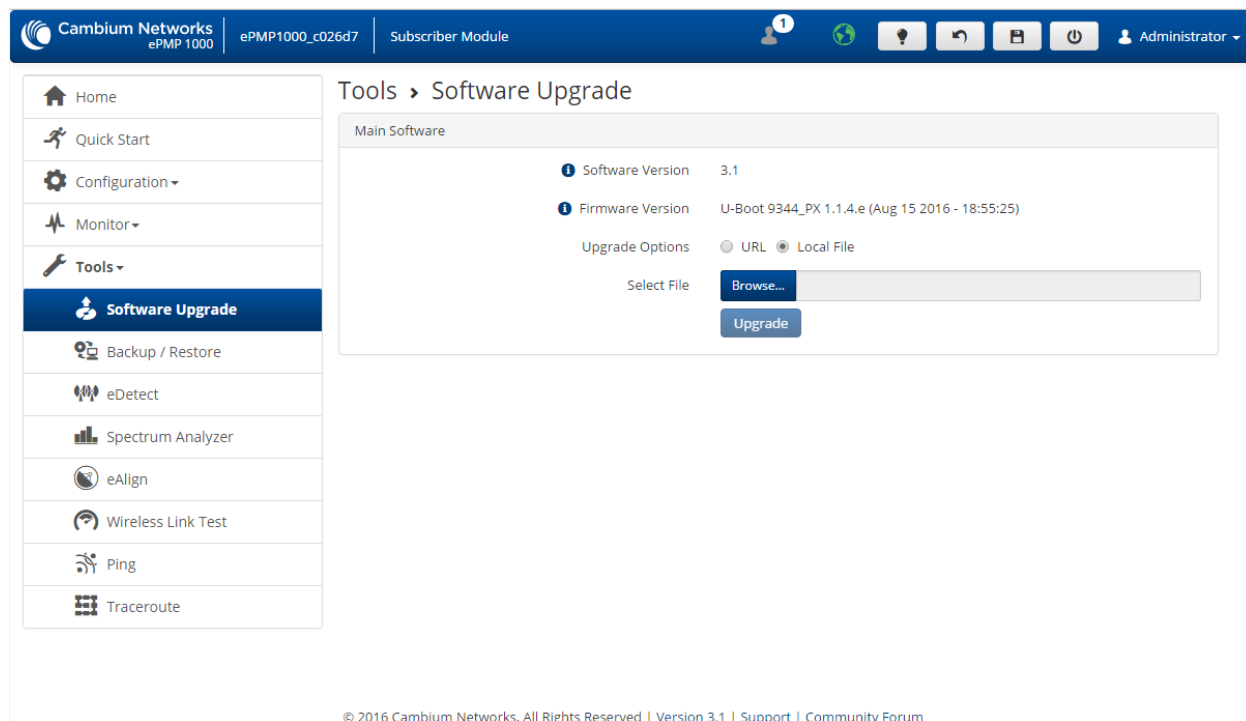 Cambium Networks
ePMP 1000
ePMP1000_c026d7
Subscriber Module
1
Administrator
Home
Quick Start
Configuration
Monitor
Tools
Software Upgrade
Backup / Restore
eDetect
Spectrum Analyzer
eAlign
Wireless Link Test
Ping
Traceroute
Tools › Software Upgrade
Main Software
Software Version 3.1
Firmware Version U-Boot 9344_PX 1.1.4.e (Aug 15 2016 - 18:55:25)
Upgrade Options URL Local File
Select File Browse...
Upgrade
© 2016 Cambium Networks. All Rights Reserved | Version 3.1 | Support | Community Forum